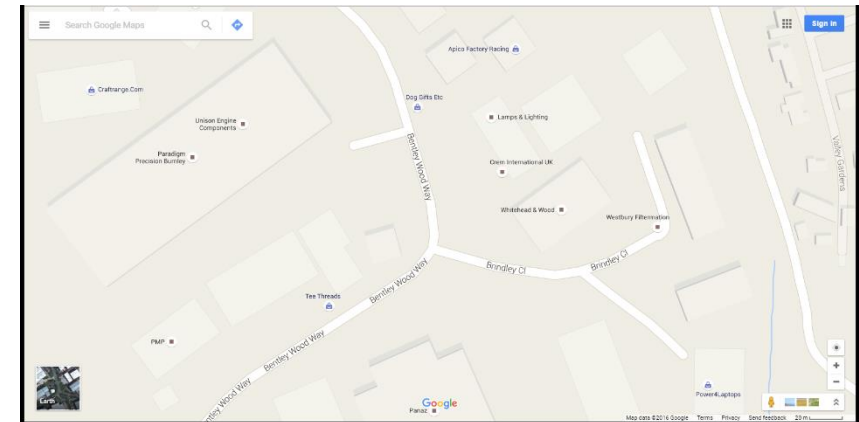 Search Google Maps
Sign in
Apico Factory Racing
Craftrange.Com
Dog Gifts Etc
Unison Engine
Components
Lamps & Lighting
Paradigm
Precision Burnley
Bentley Wood Way
Valley Gardens
Orem International UK
Whitehead & Wood
Westbury Filtermation
Brindley Cl
Brindley Cl
Bentley Wood Way
Tee Threads
PMP
Bentley Wood Way
Bentley Wood Way
Earth
Power4Laptops
Google
Panaz
Map data ©2016 Google
Terms
Privacy
Send feedback
20 m